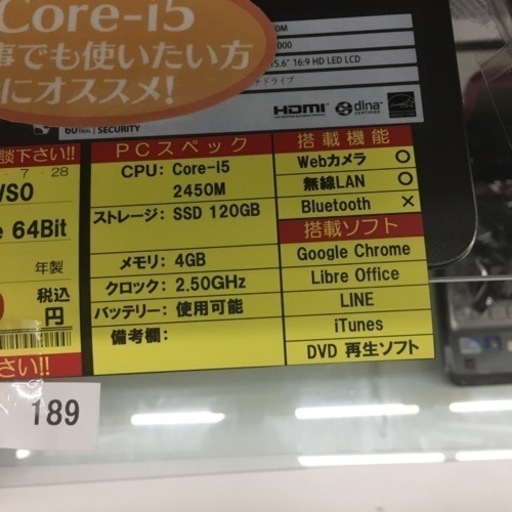 Core-i5
事でも使いたい方
にオススメ!
15.6" 16:9 HD LED LCD
HDMI
dlna
CERTIFIED
SECURITY
談下さい!!
7 - 28
VS0
64Bit
年製
税込
円
さい!!
189
PCスペック
CPU: Core-i5
2450M
ストレージ: SSD 120GB
メモリ: 4GB
クロック: 2.50GHz
バッテリー: 使用可能
備考欄:
搭載機能
Webカメラ ○
無線LAN ○
Bluetooth ×
搭載ソフト
Google Chrome
Libre Office
LINE
iTunes
DVD 再生ソフト